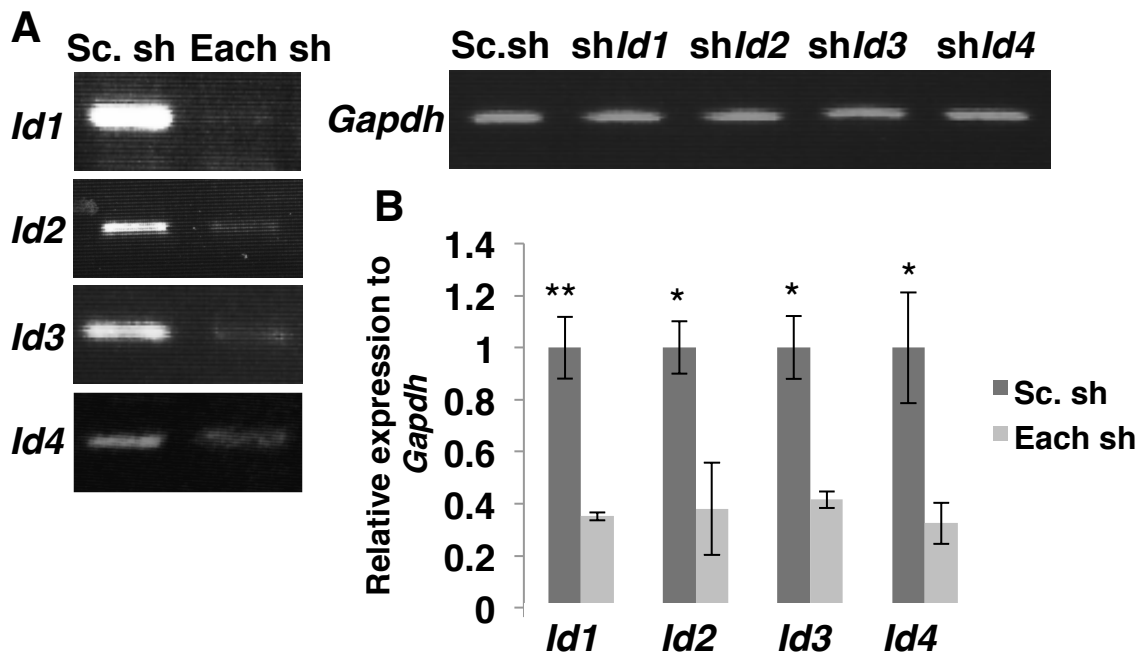 A
Sc. sh Each sh
Id1
Id2
Id3
Id4
Sc.sh shId1 shId2 shId3 shId4
Gapdh
B
Relative expression to
Gapdh
1.4
1.2
1
0.8
0.6
0.4
0.2
0
** * * *
Id1 Id2 Id3 Id4
Sc. sh
Each sh